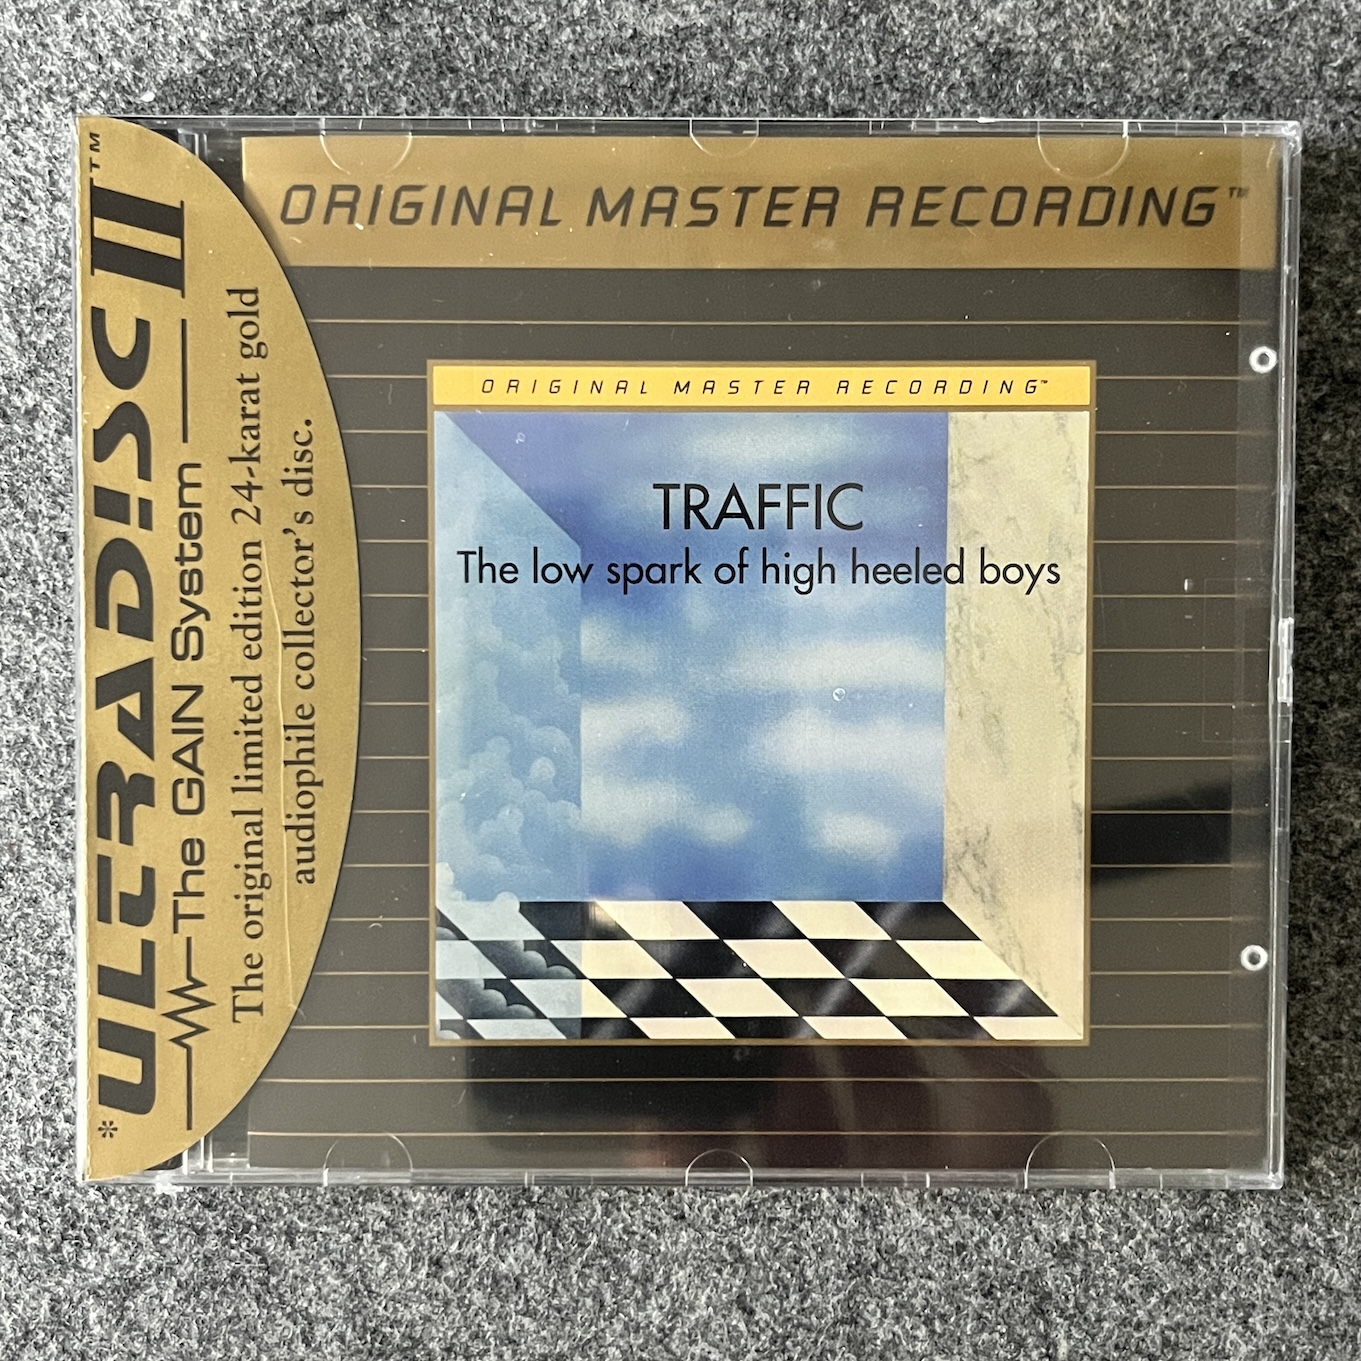 ORIGINAL MASTER RECORDING™
*ULTRADISC II™
The GAIN System
The original limited edition 24-karat gold
audiophile collector's disc.
ORIGINAL MASTER RECORDING™
TRAFFIC
The low spark of high heeled boys